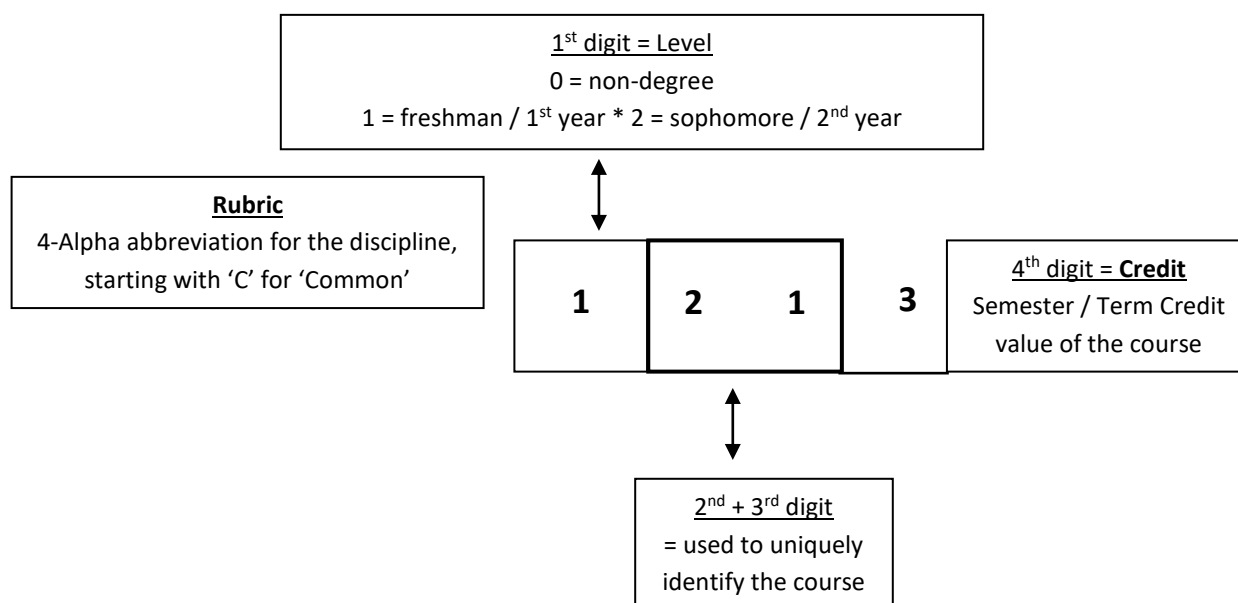 1st digit = Level
0 = non-degree
1 = freshman / 1st year * 2 = sophomore / 2nd year
Rubric
4-Alpha abbreviation for the discipline,
starting with ‘C’ for ‘Common’
1 2 1 3
4th digit = Credit
Semester / Term Credit
value of the course
2nd + 3rd digit
= used to uniquely
identify the course